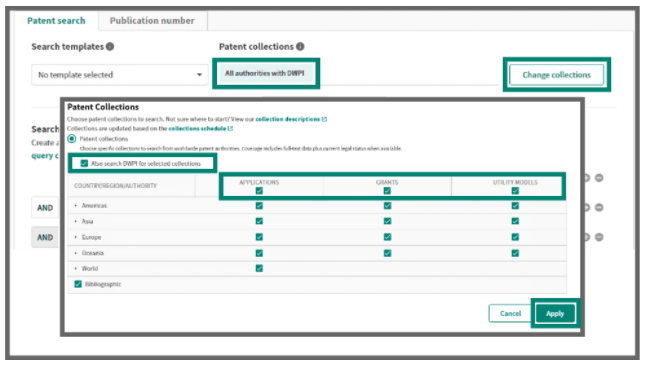 Patent search
Publication number
Search templates
Patent collections
No template selected
All authorities with DWPI
Change collections
Patent Collections
Choose patent collections to search. Not sure where to start? View our collection descriptions
Collections are updated based on the collections schedule
Patent collections
Choose specific collections to search from worldwide patent authorities. Coverage includes fulltext data plus current legal status when available.
Also search DWPI for selected collections
COUNTRY/REGION/AUTHORITY
APPLICATIONS
GRANTS
UTILITY MODELS
Americas
Asia
Europe
Oceania
World
Bibliographic
Cancel
Apply
Search
Create a
query c
AND
AND